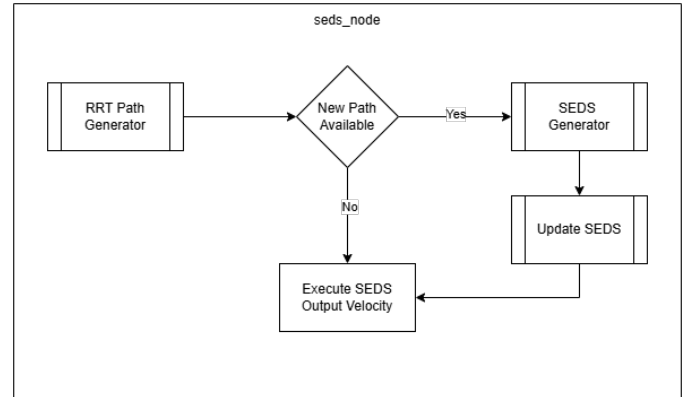 seds_node
RRT Path
Generator
New Path
Available
Yes
SEDS
Generator
No
Update SEDS
Execute SEDS
Output Velocity